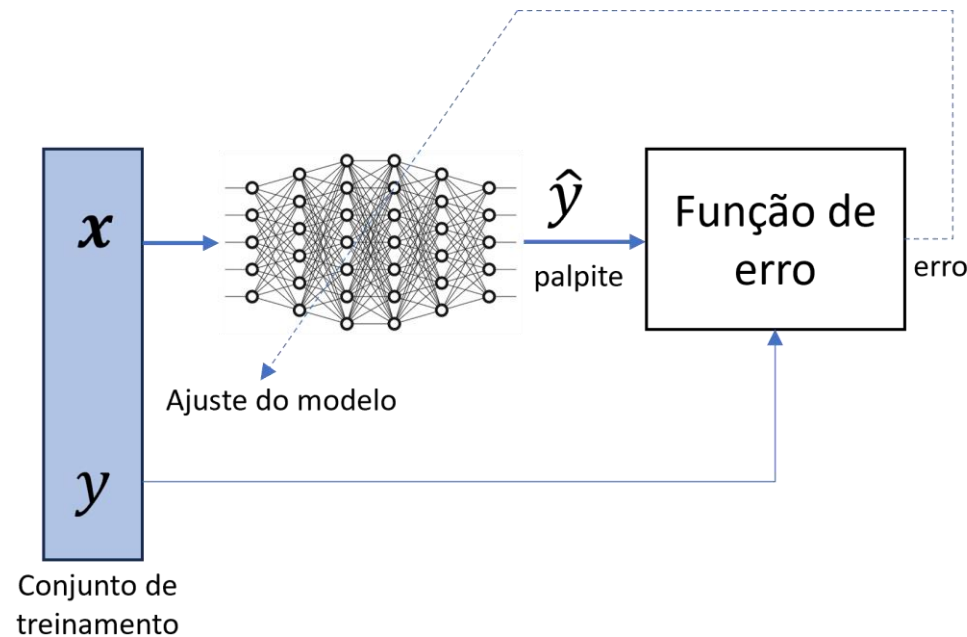 x
ŷ
palpite
Função de
erro
erro
Ajuste do modelo
y
Conjunto de
treinamento